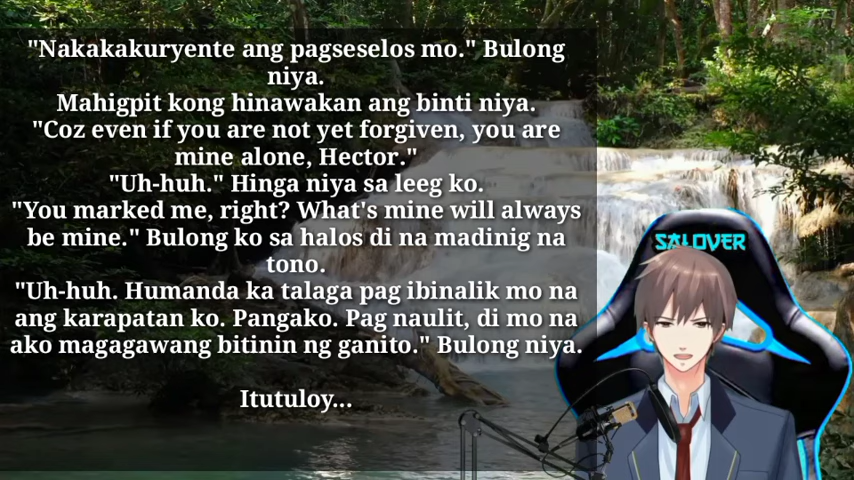 "Nakakakuryente ang pagseselos mo." Bulong
niya.
Mahigpit kong hinawakan ang binti niya.
"Coz even if you are not yet forgiven, you are
mine alone, Hector."
"Uh-huh." Hinga niya sa leeg ko.
"You marked me, right? What's mine will always
be mine." Bulong ko sa halos di na madinig na
tono.
"Uh-huh. Humanda ka talaga pag ibinalik mo na
ang karapatan ko. Pangako. Pag naulit, di mo na
ako magagawang bitinin ng ganito." Bulong niya.
Itutuloy...
SALOVER